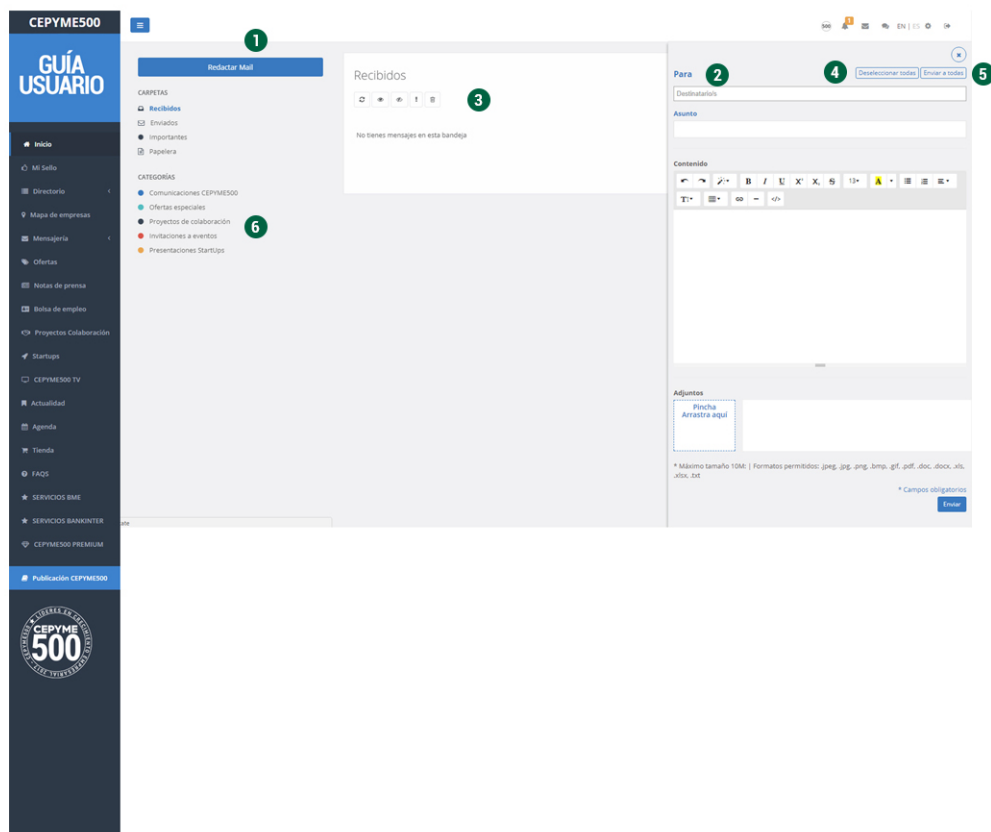 CEPYME500
GUÍA
USUARIO
Inicio
Mi Sello
Directorio
Mapa de empresas
Mensajería
Ofertas
Notas de prensa
Bolsa de empleo
Proyectos Colaboración
Startups
CEPYME500 TV
Actualidad
Agenda
Tienda
FAQS
SERVICIOS BME
SERVICIOS BANKINTER
CEPYME500 PREMIUM
Publicación CEPYME500
CEPYME
500
500 1 EN | ES
1
Redactar Mail
CARPETAS
Recibidos
Enviados
Importantes
Papelera
CATEGORÍAS
Comunicaciones CEPYME500
Ofertas especiales
Proyectos de colaboración
6
Invitaciones a eventos
Presentaciones StartUps
Recibidos
3
No tienes mensajes en esta bandeja
Para 2 4 Deseleccionar todas Enviar a todas 5
Destinatario/s
Asunto
Contenido
B I U X' X, S 13 A
T
Adjuntos
Pincha
Arrastra aquí
* Máximo tamaño 10M: | Formatos permitidos: .jpeg, .jpg, .png, .bmp, .gif, .pdf, .doc, .docx, .xls,
.xlsx, .txt
* Campos obligatorios
Enviar